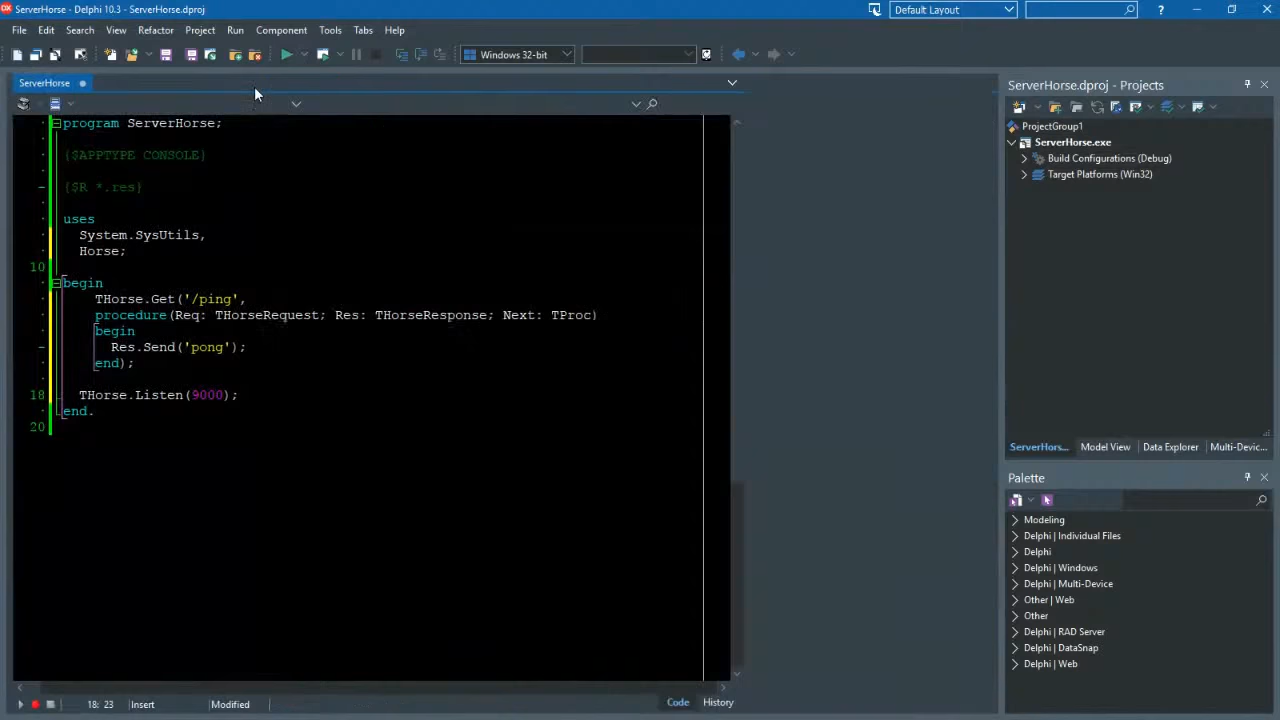 ServerHorse - Delphi 10.3 - ServerHorse.dproj
Default Layout
File Edit Search View Refactor Project Run Component Tools Tabs Help
Windows 32-bit
ServerHorse
program ServerHorse;
{$APPTYPE CONSOLE}
{$R *.res}
uses
System.SysUtils,
Horse;
10
begin
THorse.Get('/ping',
procedure(Req: THorseRequest; Res: THorseResponse; Next: TProc)
begin
Res.Send('pong');
end);
18 THorse.Listen(9000);
end.
20
18: 23 Insert Modified
Code History
ServerHorse.dproj - Projects
ProjectGroup1
ServerHorse.exe
Build Configurations (Debug)
Target Platforms (Win32)
ServerHors... Model View Data Explorer Multi-Devic...
Palette
Modeling
Delphi | Individual Files
Delphi
Delphi | Windows
Delphi | Multi-Device
Other | Web
Other
Delphi | RAD Server
Delphi | DataSnap
Delphi | Web